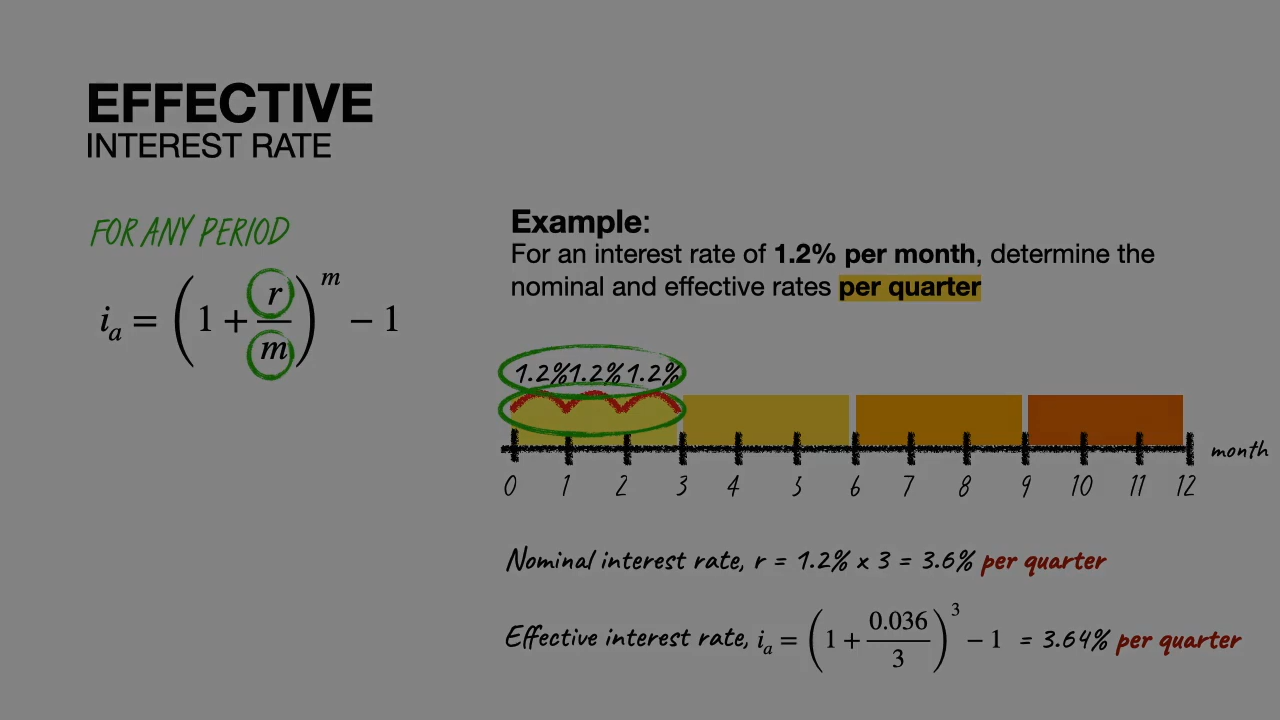 EFFECTIVE
INTEREST RATE
FOR ANY PERIOD
i_a = (1 + r/m)^m − 1
Example:
For an interest rate of 1.2% per month, determine the
nominal and effective rates per quarter
1.2% 1.2% 1.2%
month
0 1 2 3 4 5 6 7 8 9 10 11 12
Nominal interest rate, r = 1.2% x 3 = 3.6% per quarter
Effective interest rate, i_a = (1 + 0.036/3)^3 − 1 = 3.64% per quarter